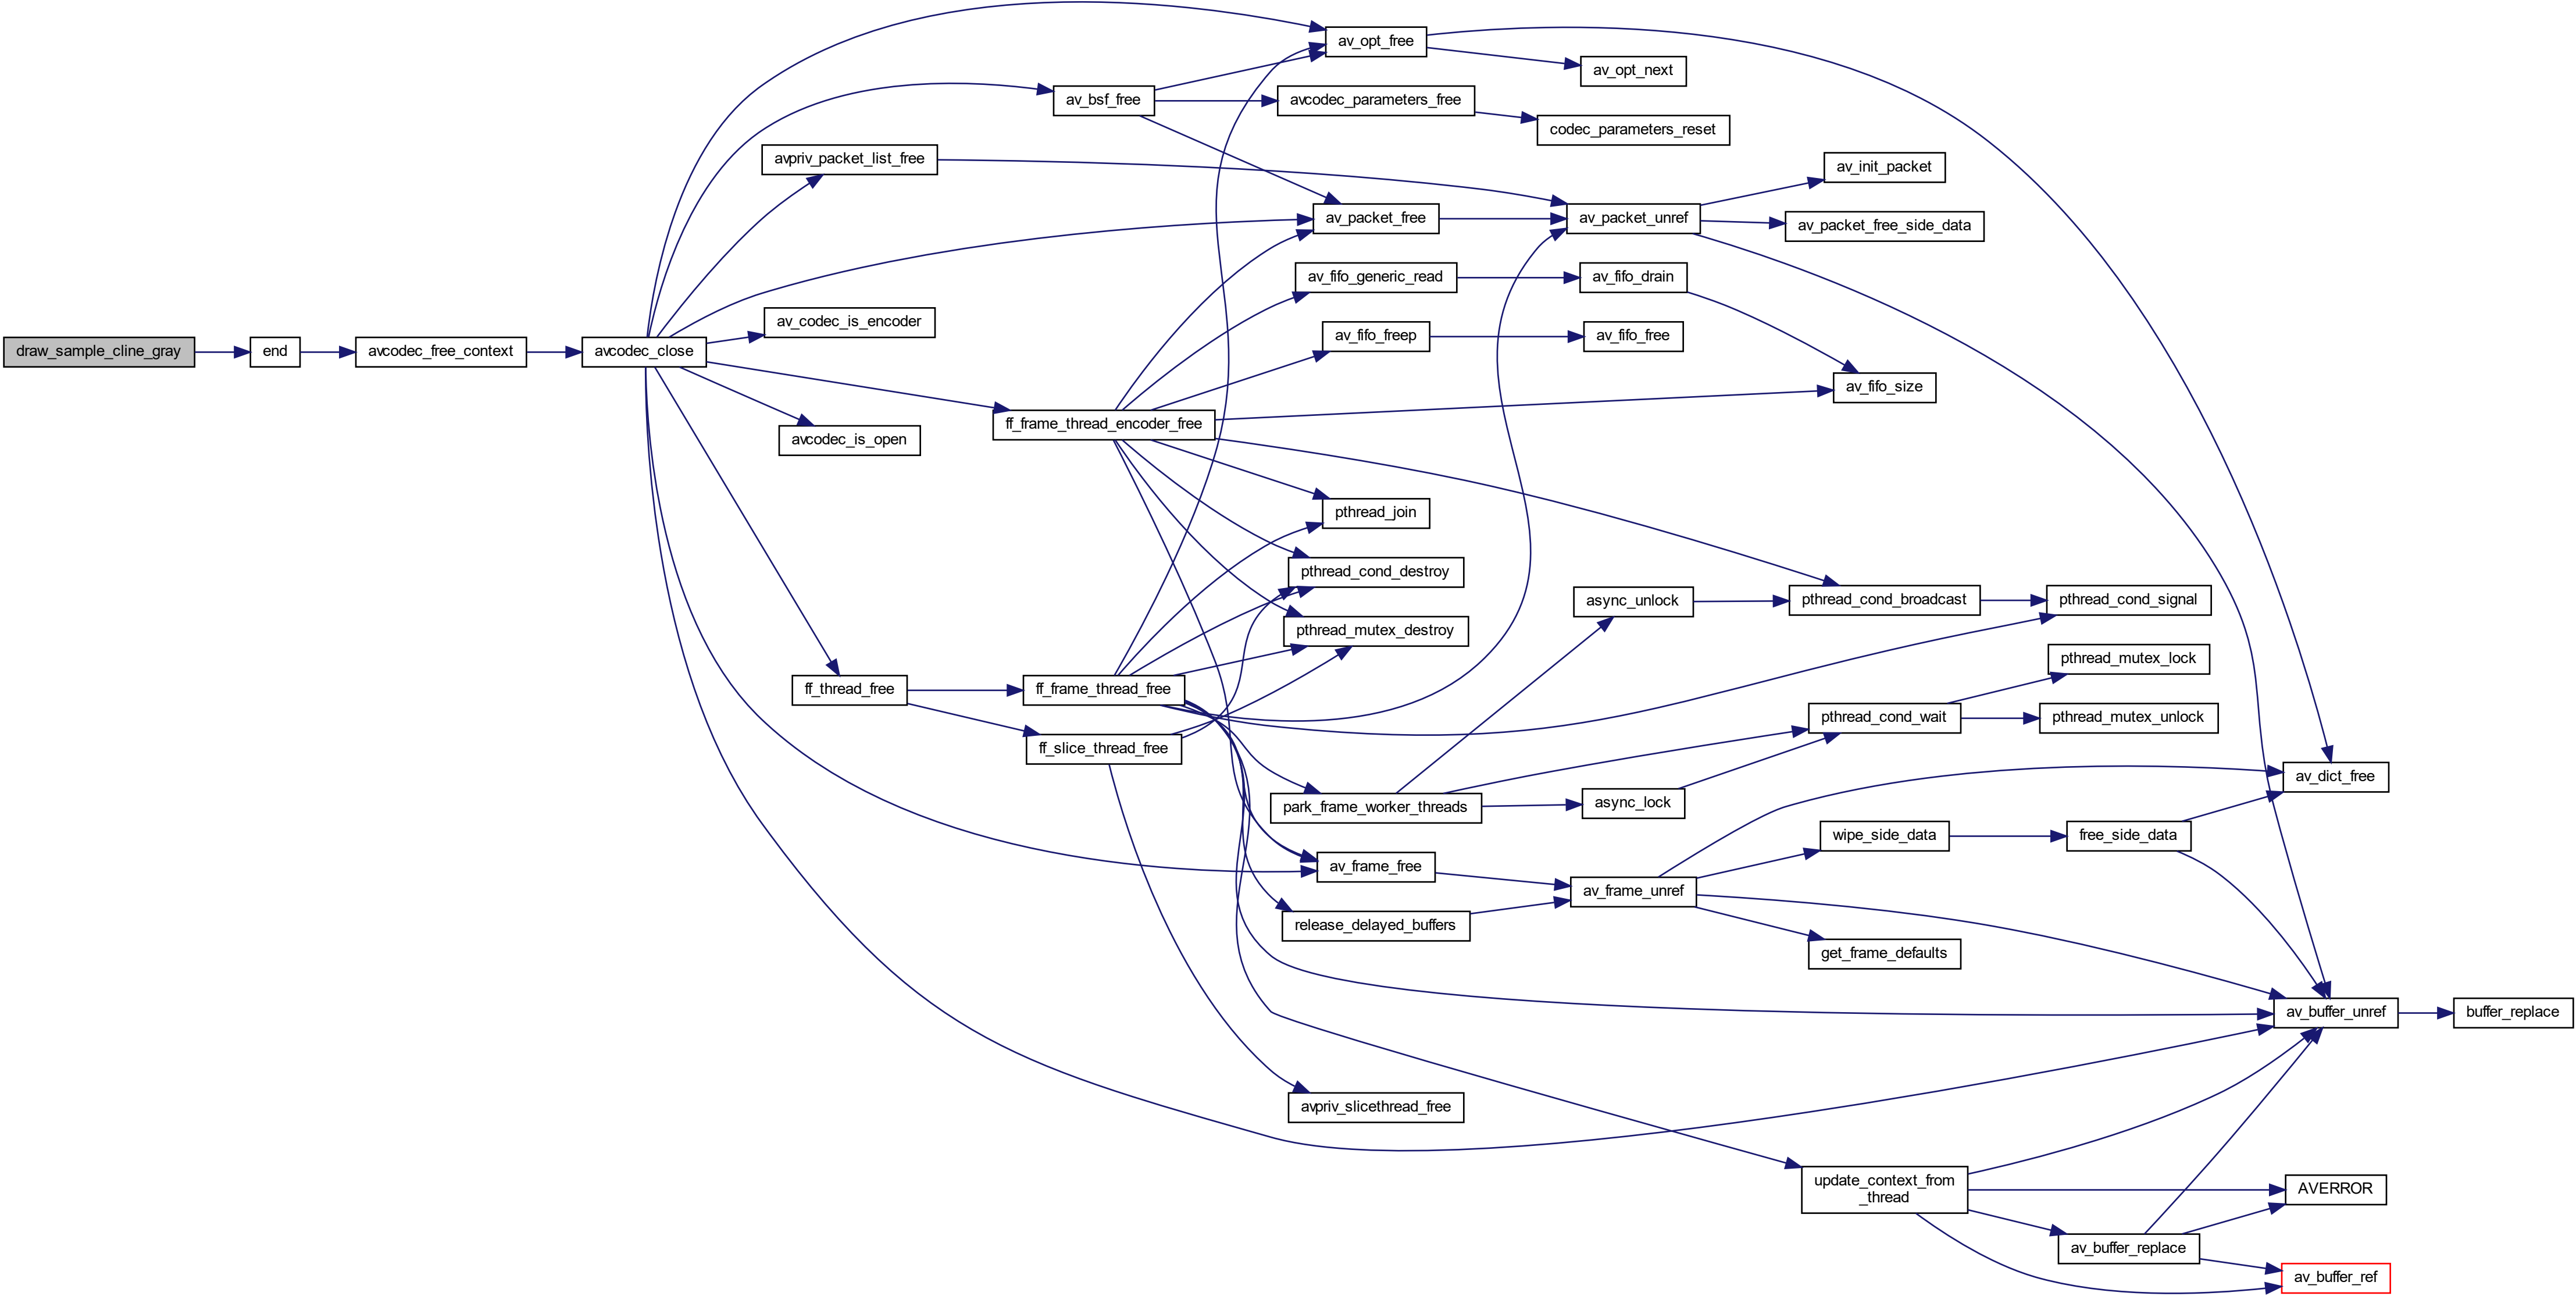 draw_sample_cline_gray
end
avcodec_free_context
avcodec_close
av_opt_free
av_opt_next
av_bsf_free
avcodec_parameters_free
codec_parameters_reset
avpriv_packet_list_free
av_init_packet
av_packet_free
av_packet_unref
av_packet_free_side_data
av_fifo_generic_read
av_fifo_drain
av_codec_is_encoder
av_fifo_freep
av_fifo_free
av_fifo_size
ff_frame_thread_encoder_free
avcodec_is_open
pthread_join
pthread_cond_destroy
async_unlock
pthread_cond_broadcast
pthread_cond_signal
pthread_mutex_destroy
pthread_mutex_lock
ff_thread_free
ff_frame_thread_free
pthread_cond_wait
pthread_mutex_unlock
ff_slice_thread_free
av_dict_free
park_frame_worker_threads
async_lock
wipe_side_data
free_side_data
av_frame_free
av_frame_unref
release_delayed_buffers
get_frame_defaults
av_buffer_unref
buffer_replace
avpriv_slicethread_free
update_context_from
_thread
AVERROR
av_buffer_replace
av_buffer_ref